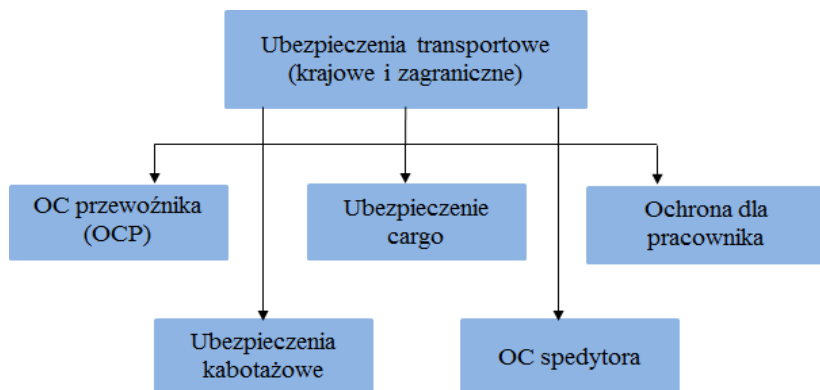 Ubezpieczenia transportowe
(krajowe i zagraniczne)
OC przewoźnika
(OCP)
Ubezpieczenie
cargo
Ochrona dla
pracownika
Ubezpieczenia
kabotażowe
OC spedytora